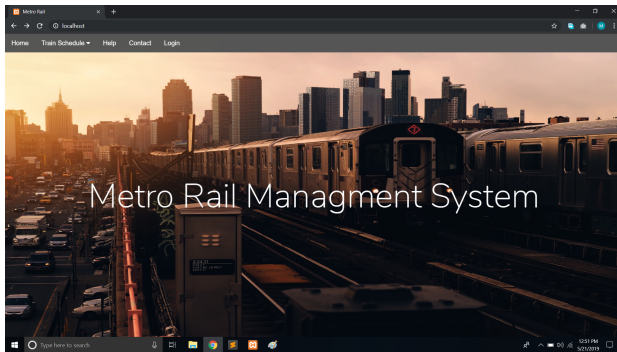 Metro Rail
localhost
Home Train Schedule Help Contact Login
Metro Rail Managment System
Type here to search
12:51 PM
5/21/2019